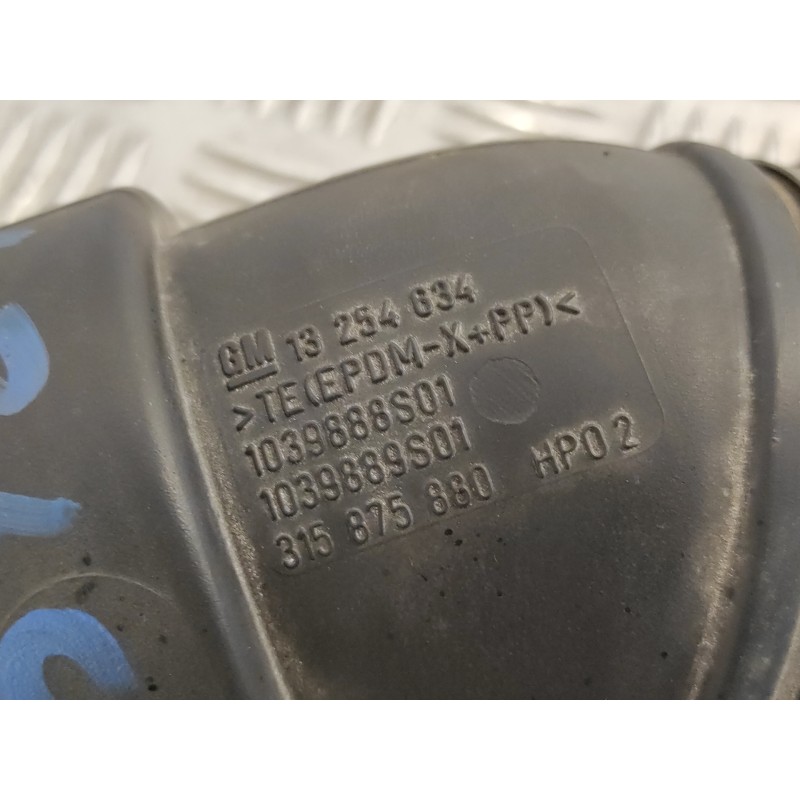 GM 13 254 634
>TE(EPDM-X+PP)<
1039888S01
1039889S01
315 875 880 HP02